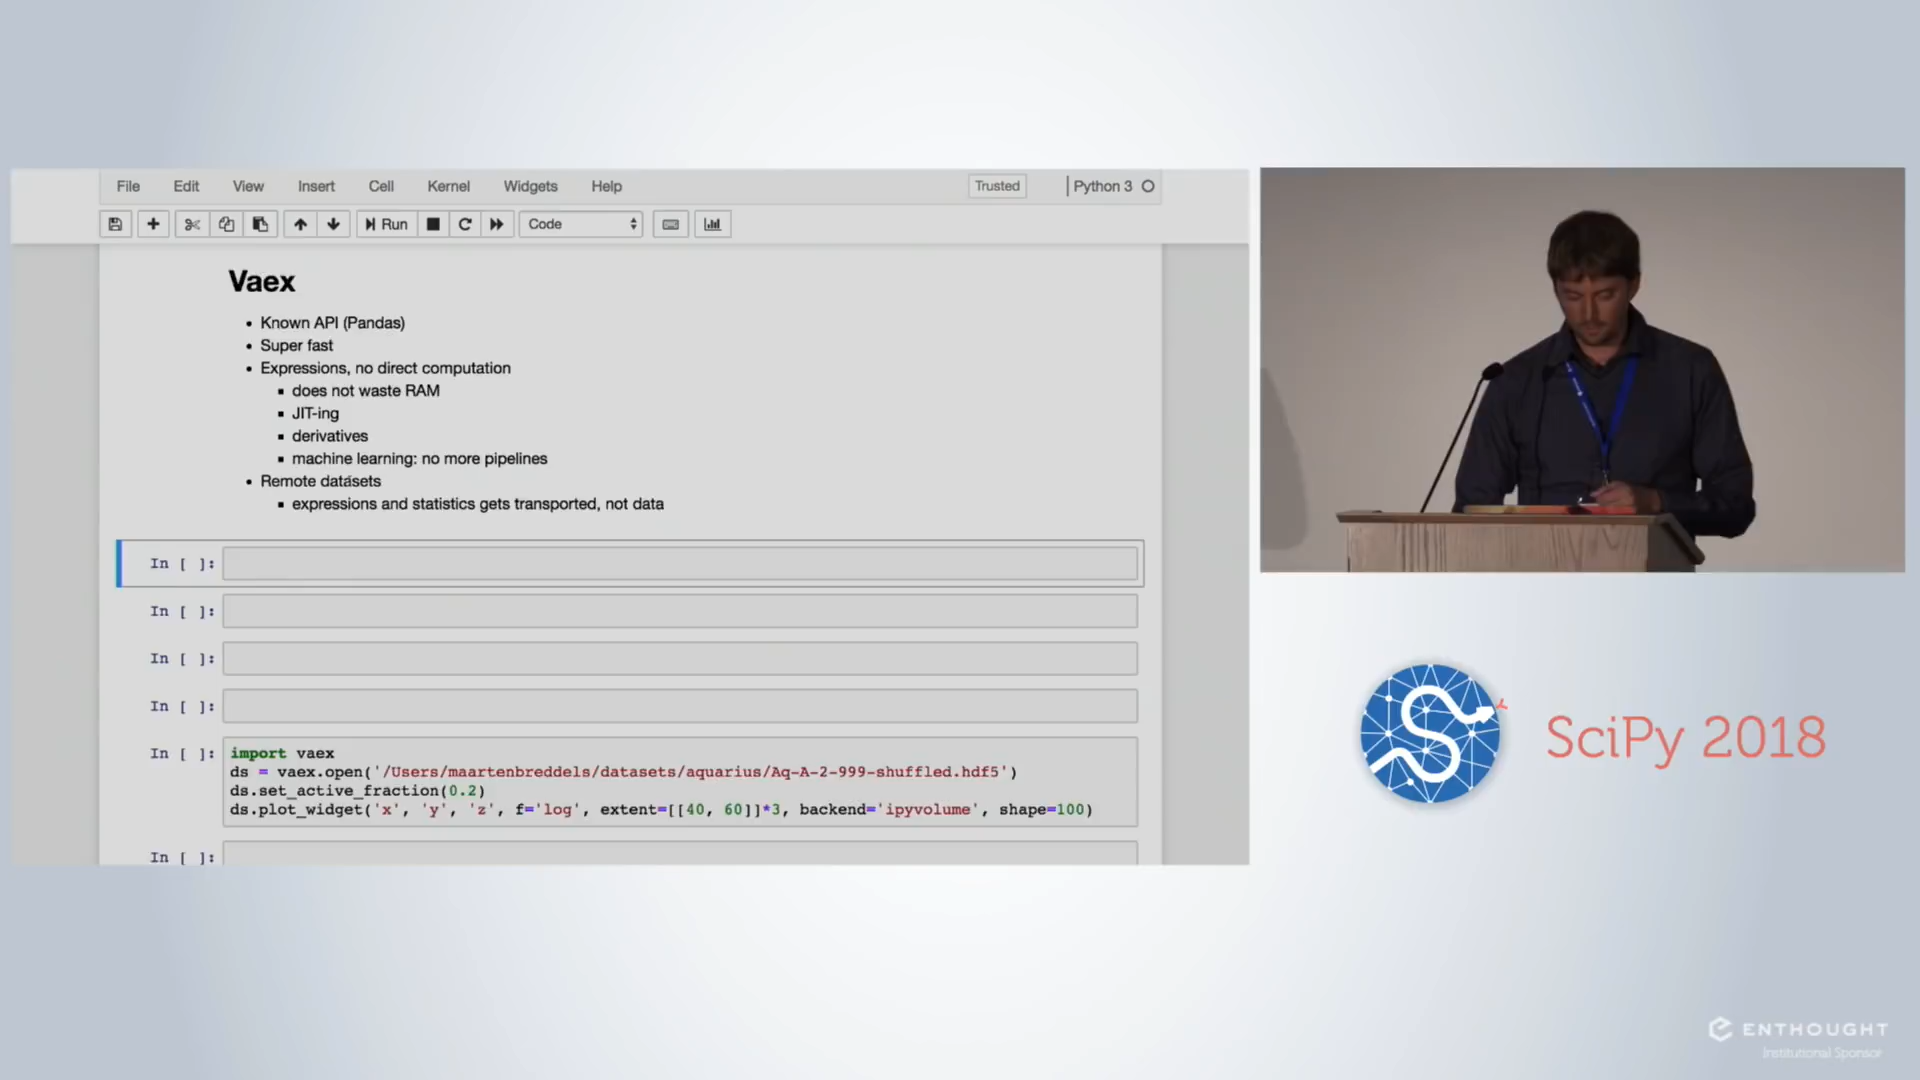 File Edit View Insert Cell Kernel Widgets Help Trusted Python 3
Run Code
Vaex
Known API (Pandas)
Super fast
Expressions, no direct computation
does not waste RAM
JIT-ing
derivatives
machine learning: no more pipelines
Remote datasets
expressions and statistics gets transported, not data
In [ ]:
In [ ]:
In [ ]:
In [ ]:
In [ ]: import vaex
ds = vaex.open('/Users/maartenbreddels/datasets/aquarius/Aq-A-2-999-shuffled.hdf5')
ds.set_active_fraction(0.2)
ds.plot_widget('x', 'y', 'z', f='log', extent=[[40, 60]]*3, backend='ipyvolume', shape=100)
In [ ]:
SciPy 2018
ENTHOUGHT
Institutional Sponsor